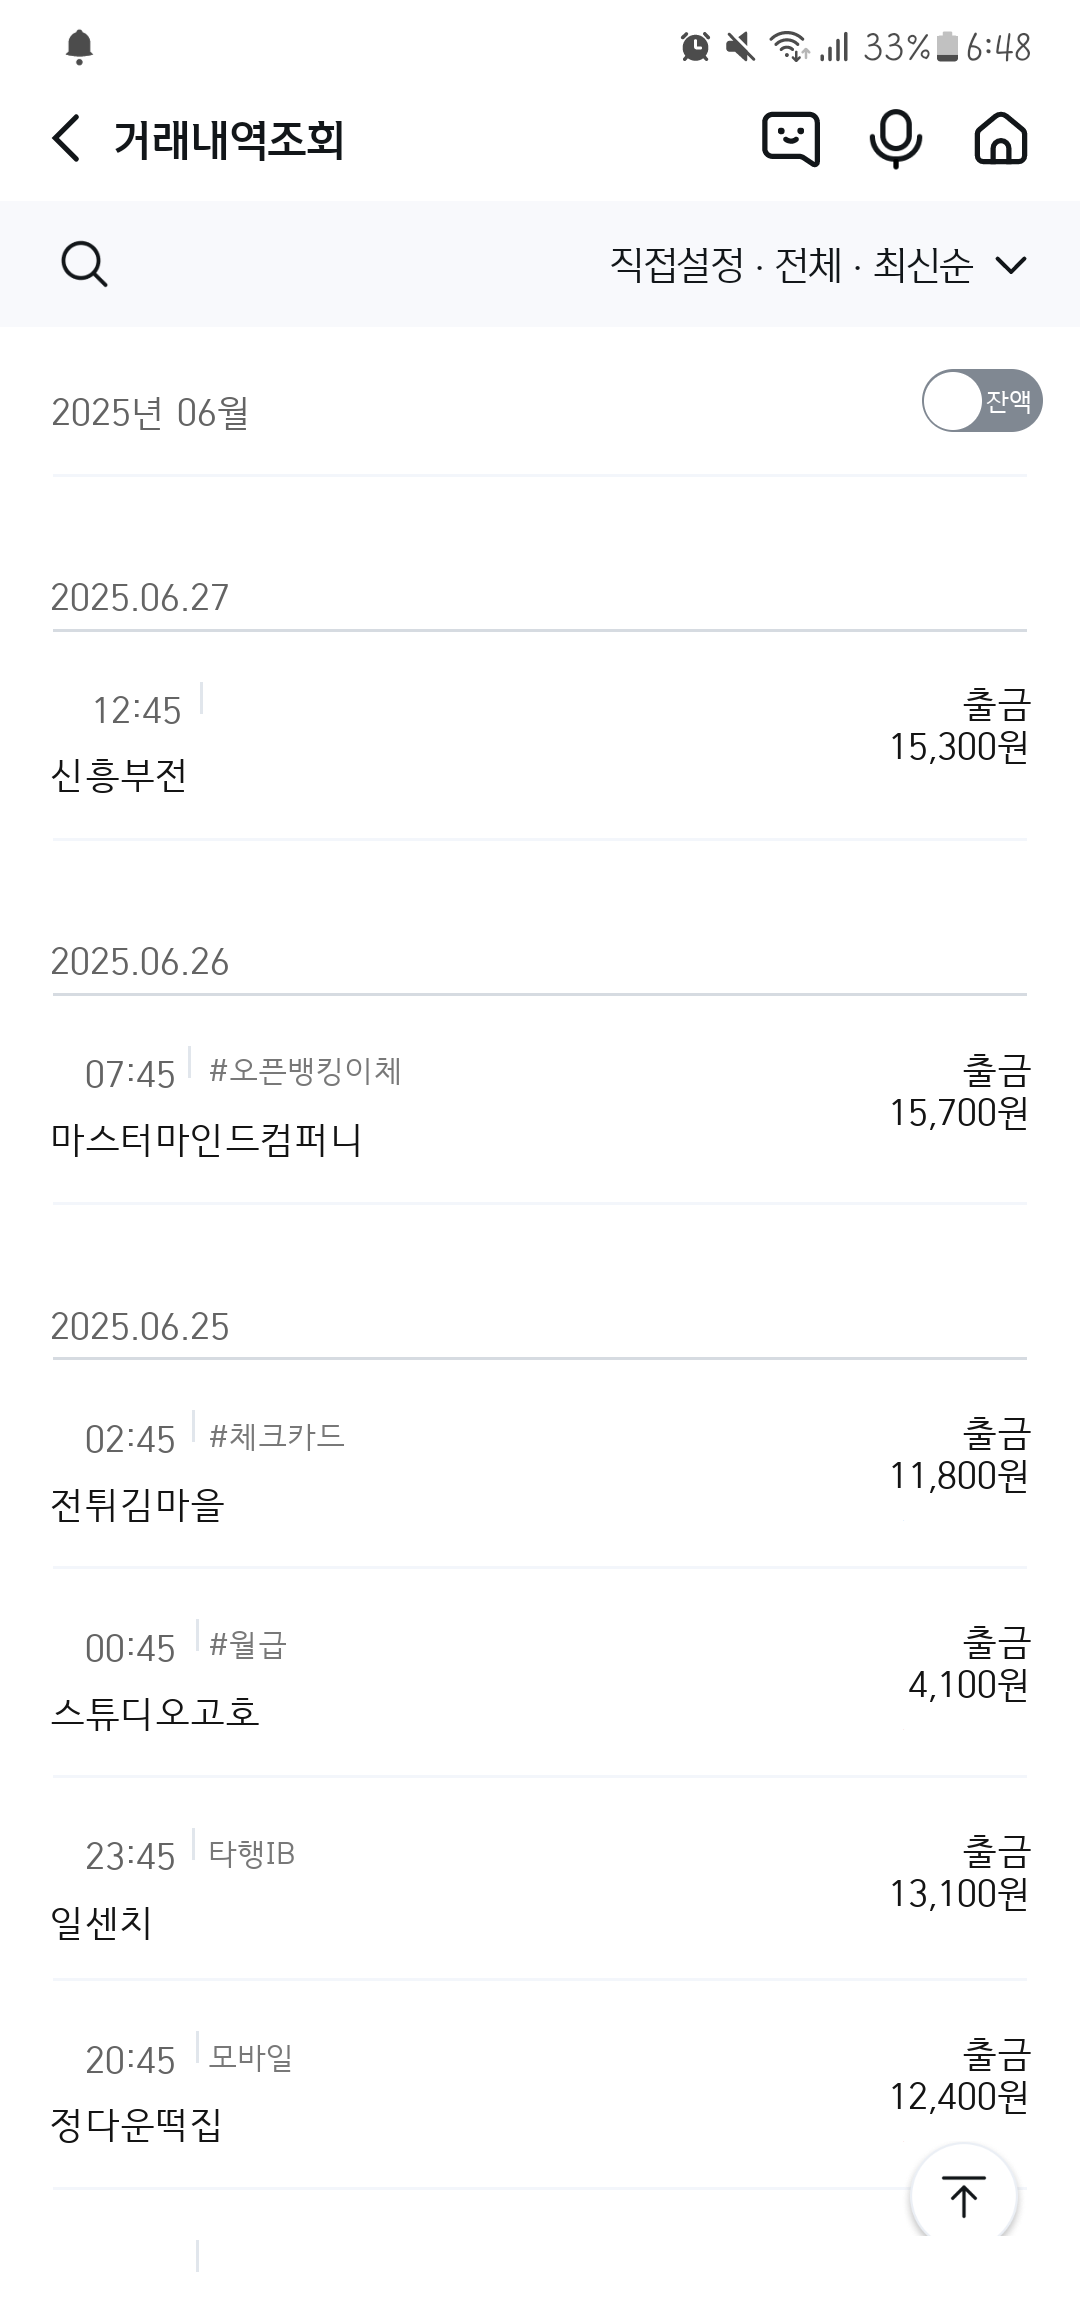 33% 6:48
거래내역조회
직접설정 · 전체 · 최신순
2025년 06월
잔액
2025.06.27
12:45
출금
15,300원
신흥부전
2025.06.26
07:45 #오픈뱅킹이체
출금
15,700원
마스터마인드컴퍼니
2025.06.25
02:45 #체크카드
출금
11,800원
전튀김마을
00:45 #월급
출금
4,100원
스튜디오고호
23:45 타행IB
출금
13,100원
일센치
20:45 모바일
출금
12,400원
정다운떡집